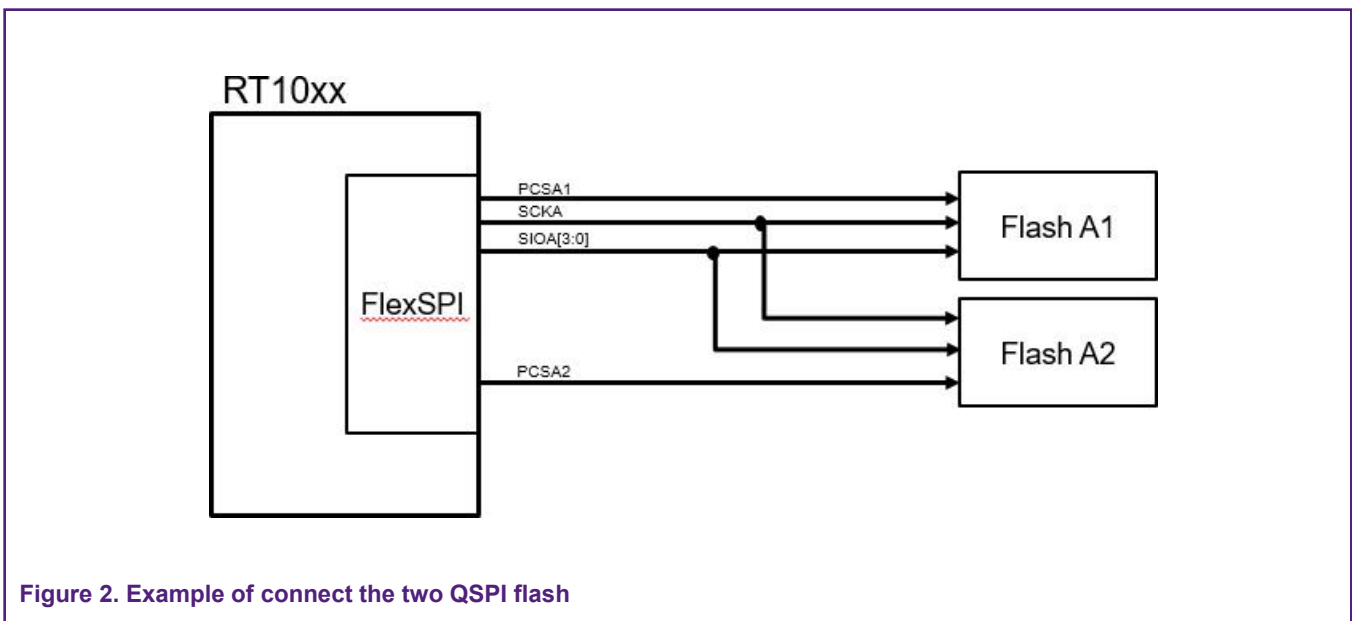 RT10xx
PCSA1
SCKA
SIOA[3:0]
Flash A1
FlexSPI
Flash A2
PCSA2
Figure 2. Example of connect the two QSPI flash